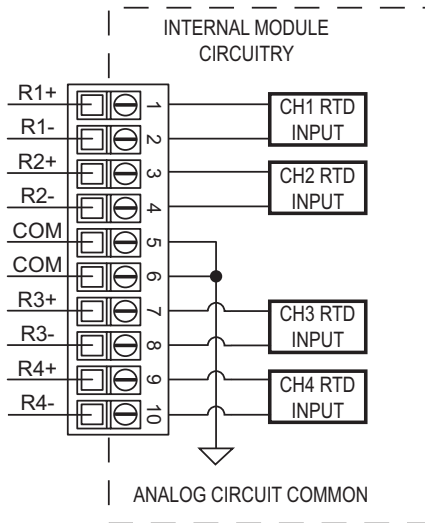 INTERNAL MODULE
CIRCUITRY
R1+
1
R1-
2
CH1 RTD
INPUT
R2+
3
R2-
4
CH2 RTD
INPUT
COM
5
COM
6
R3+
7
R3-
8
CH3 RTD
INPUT
R4+
9
R4-
10
CH4 RTD
INPUT
ANALOG CIRCUIT COMMON